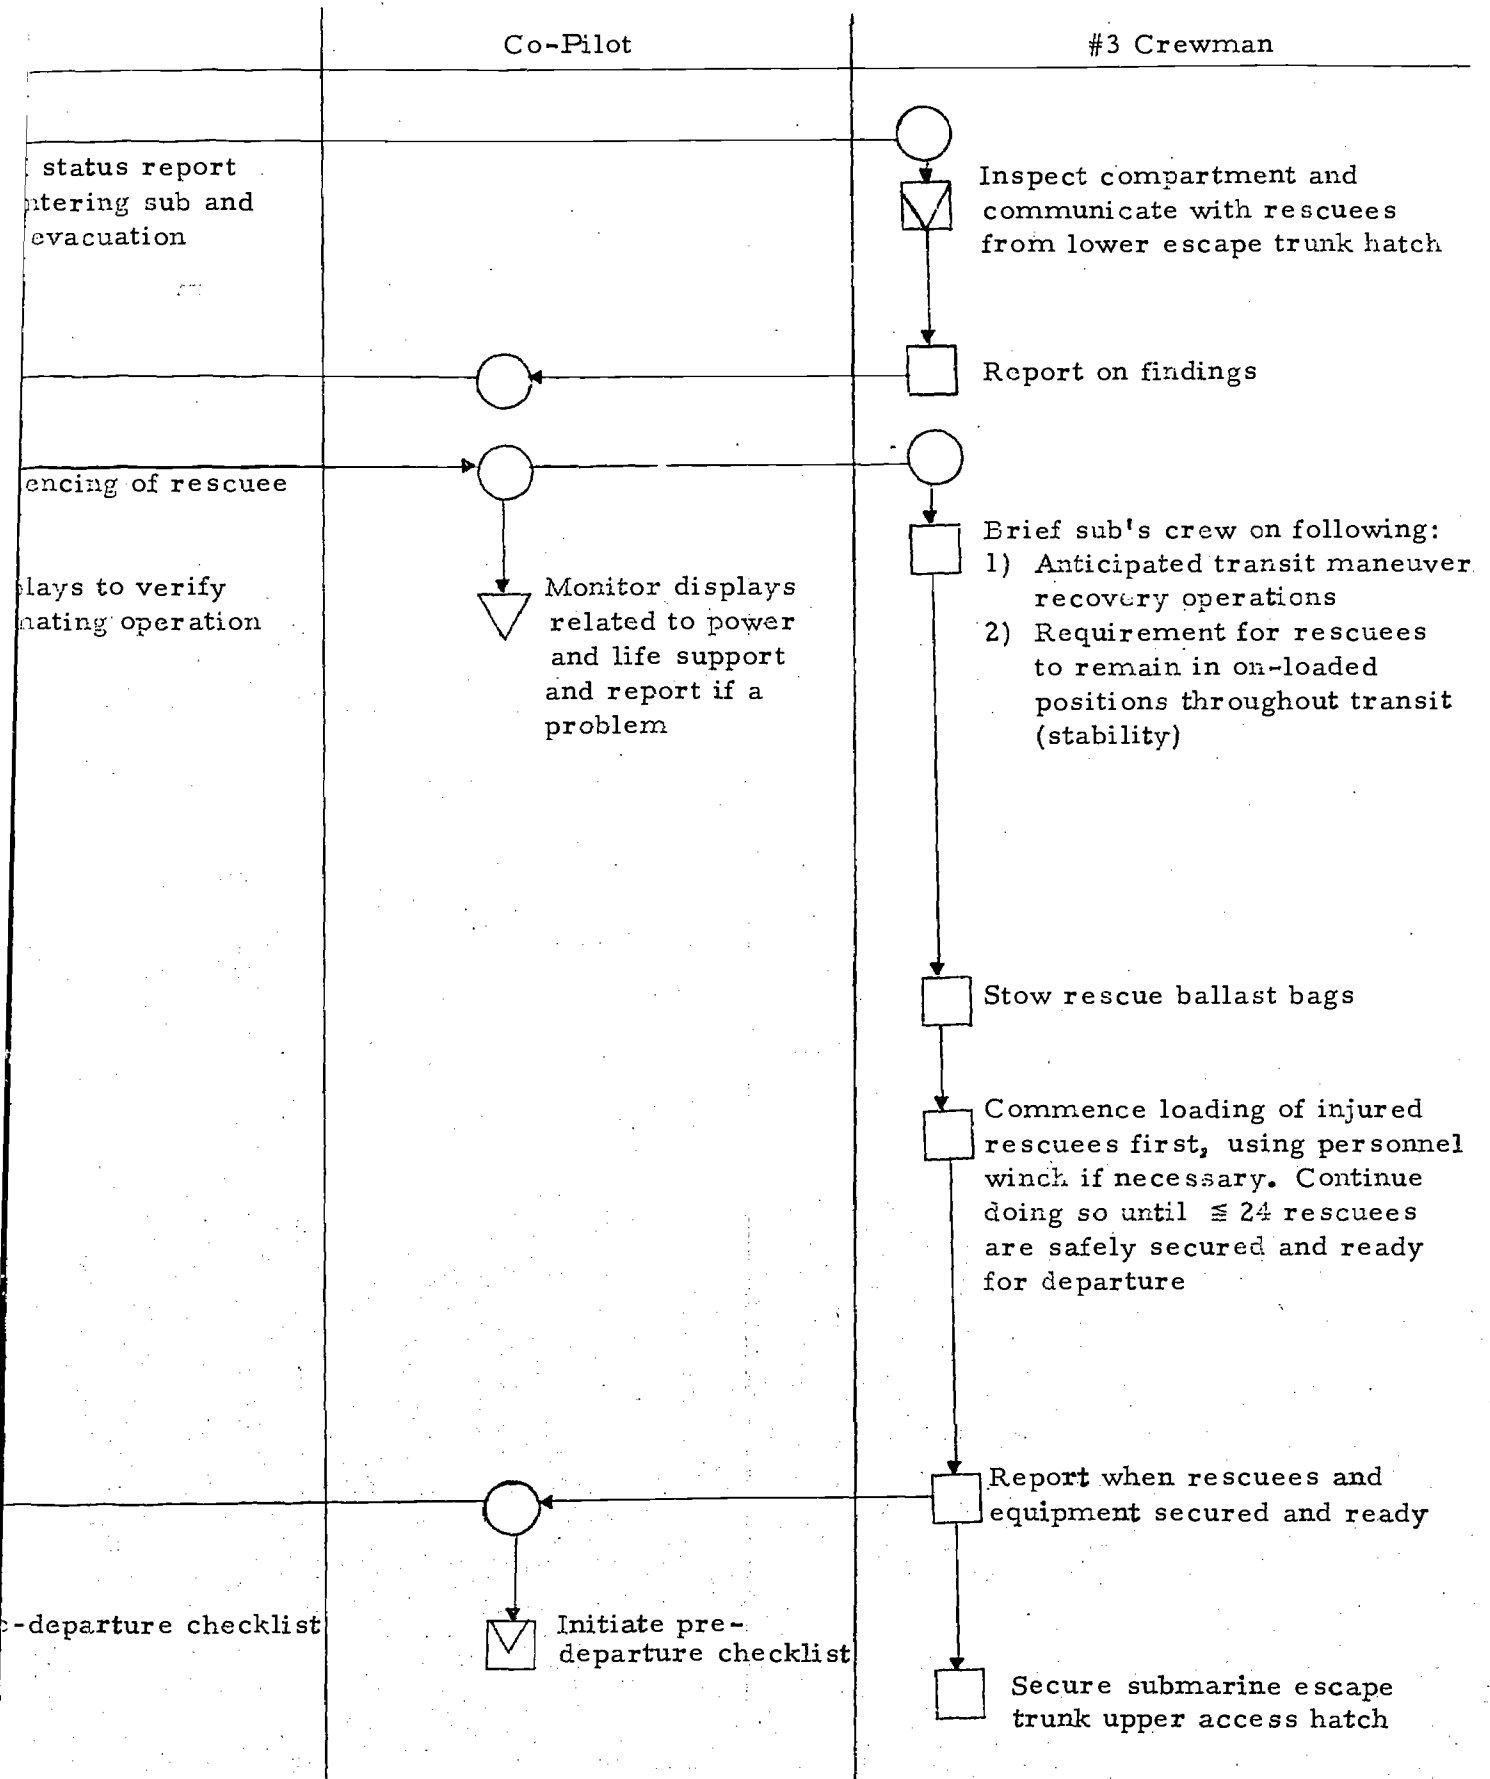 Co-Pilot
#3 Crewman
status report
entering sub and
evacuation
Inspect compartment and
communicate with rescuees
from lower escape trunk hatch
Report on findings
encing of rescuee
lays to verify
nating operation
Monitor displays
related to power
and life support
and report if a
problem
Brief sub's crew on following:
1) Anticipated transit maneuver
recovery operations
2) Requirement for rescuees
to remain in on-loaded
positions throughout transit
(stability)
Stow rescue ballast bags
Commence loading of injured
rescuees first, using personnel
winch if necessary. Continue
doing so until ≦ 24 rescuees
are safely secured and ready
for departure
Report when rescuees and
equipment secured and ready
-departure checklist
Initiate pre-
departure checklist
Secure submarine escape
trunk upper access hatch